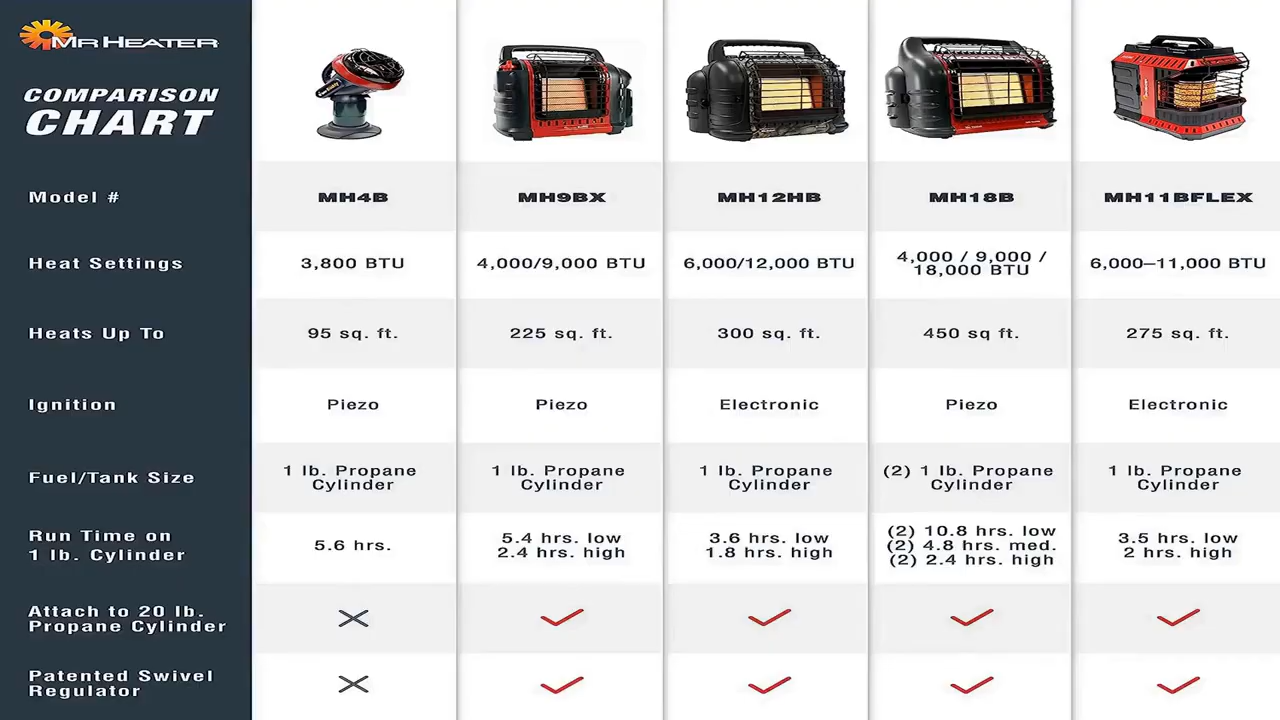 MR HEATER
COMPARISON
CHART
Model # MH4B MH9BX MH12HB MH18B MH11BFLEX
Heat Settings 3,800 BTU 4,000/9,000 BTU 6,000/12,000 BTU 4,000 / 9,000 / 18,000 BTU 6,000–11,000 BTU
Heats Up To 95 sq. ft. 225 sq. ft. 300 sq. ft. 450 sq ft. 275 sq. ft.
Ignition Piezo Piezo Electronic Piezo Electronic
Fuel/Tank Size 1 lb. Propane Cylinder 1 lb. Propane Cylinder 1 lb. Propane Cylinder (2) 1 lb. Propane Cylinder 1 lb. Propane Cylinder
Run Time on
1 lb. Cylinder
5.6 hrs.
5.4 hrs. low
2.4 hrs. high
3.6 hrs. low
1.8 hrs. high
(2) 10.8 hrs. low
(2) 4.8 hrs. med.
(2) 2.4 hrs. high
3.5 hrs. low
2 hrs. high
Attach to 20 lb.
Propane Cylinder
Patented Swivel
Regulator